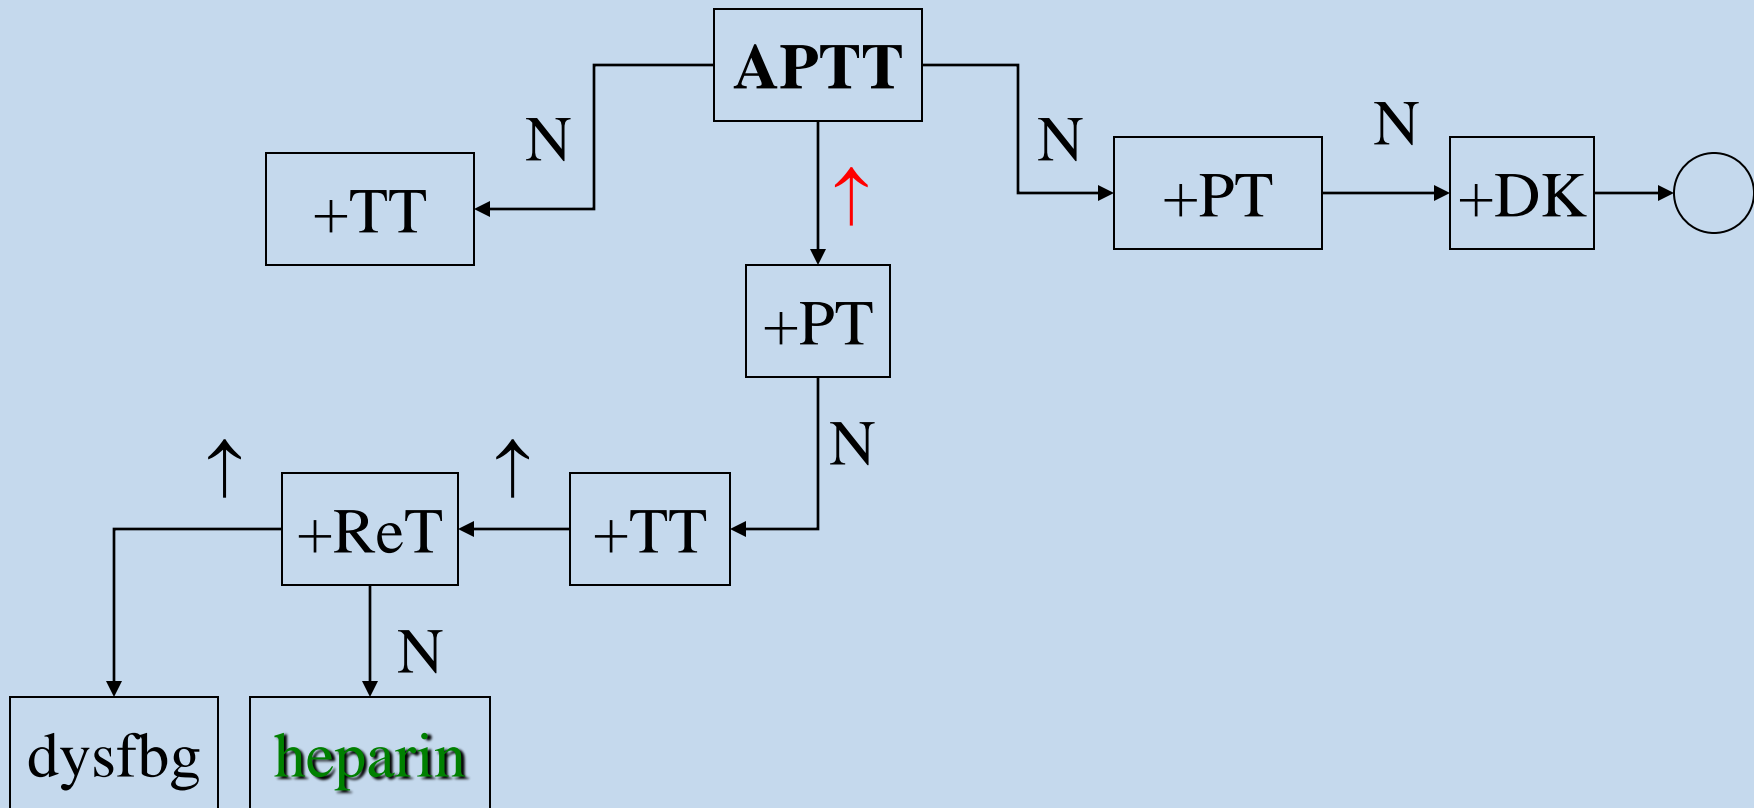 APTT
N
N
N
+TT
↑
+PT
+DK
+PT
N
↑
↑
+ReT
+TT
N
dysfbg
heparin